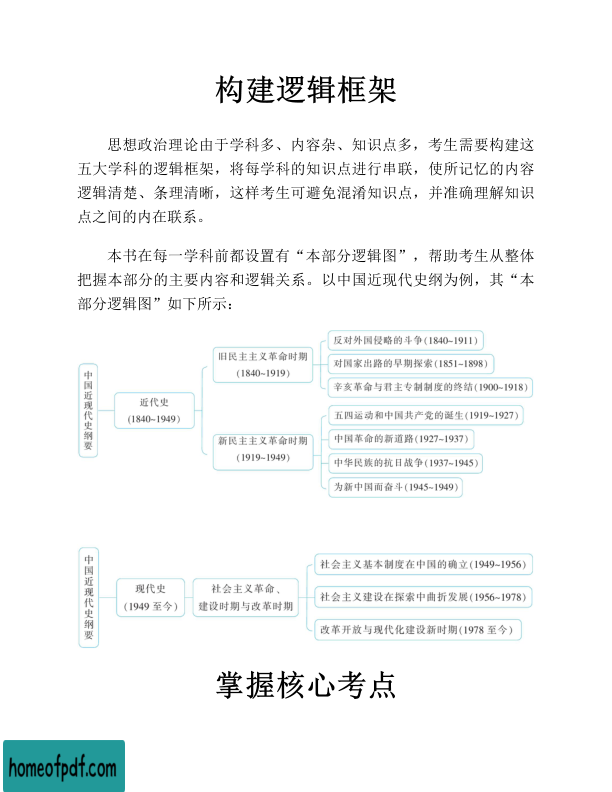 构建逻辑框架
思想政治理论由于学科多、内容杂、知识点多，考生需要构建这
五大学科的逻辑框架，将每学科的知识点进行串联，使所记忆的内容
逻辑清楚、条理清晰，这样考生可避免混淆知识点，并准确理解知识
点之间的内在联系。
本书在每一学科前都设置有“本部分逻辑图”，帮助考生从整体
把握本部分的主要内容和逻辑关系。以中国近现代史纲为例，其“本
部分逻辑图”如下所示：
中国近现代史纲要
近代史
(1840~1949)
旧民主主义革命时期
(1840~1919)
反对外国侵略的斗争(1840~1911)
对国家出路的早期探索(1851~1898)
辛亥革命与君主专制制度的终结(1900~1918)
新民主主义革命时期
(1919~1949)
五四运动和中国共产党的诞生(1919~1927)
中国革命的新道路(1927~1937)
中华民族的抗日战争(1937~1945)
为新中国而奋斗(1945~1949)
中国近现代史纲要
现代史
(1949 至今)
社会主义革命、
建设时期与改革时期
社会主义基本制度在中国的确立(1949~1956)
社会主义建设在探索中曲折发展(1956~1978)
改革开放与现代化建设新时期(1978 至今)
掌握核心考点
homeofpdf.com